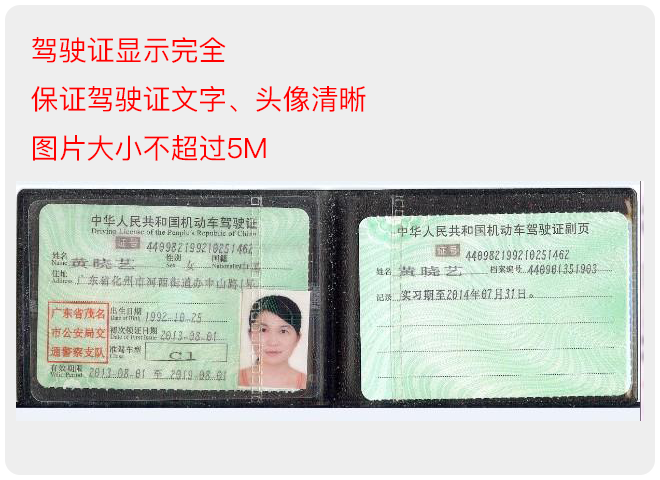 驾驶证显示完全
保证驾驶证文字、头像清晰
图片大小不超过5M
中华人民共和国机动车驾驶证
Driving License of the People's Republic of China
证号 440982199210251462
姓名 黄晓艺 性别 女 国籍
Name Sex Nationality
住址 广东省化州市河西街道办中山路1号
Address
广东省茂名
市公安局交
通警察支队
出生日期 1992-10-25
Date of Birth
初次领证日期 2013-08-01
Date of First Issue
准驾车型 C1
Class
有效期限 2013-08-01 至 2019-08-01
Valid Period
中华人民共和国机动车驾驶证副页
证号 440982199210251462
姓名 黄晓艺 档案编号 440901351903
Name
记录 实习期至2014年07月31日。